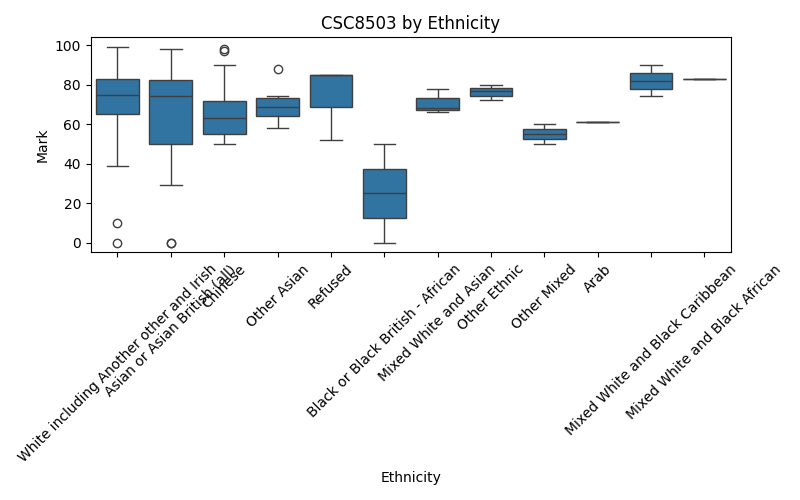 CSC8503 by Ethnicity
Mark
100
80
60
40
20
0
White including Another other and Irish
Asian or Asian British (all)
Chinese
Other Asian
Refused
Black or Black British - African
Mixed White and Asian
Other Ethnic
Other Mixed
Arab
Mixed White and Black Caribbean
Mixed White and Black African
Ethnicity